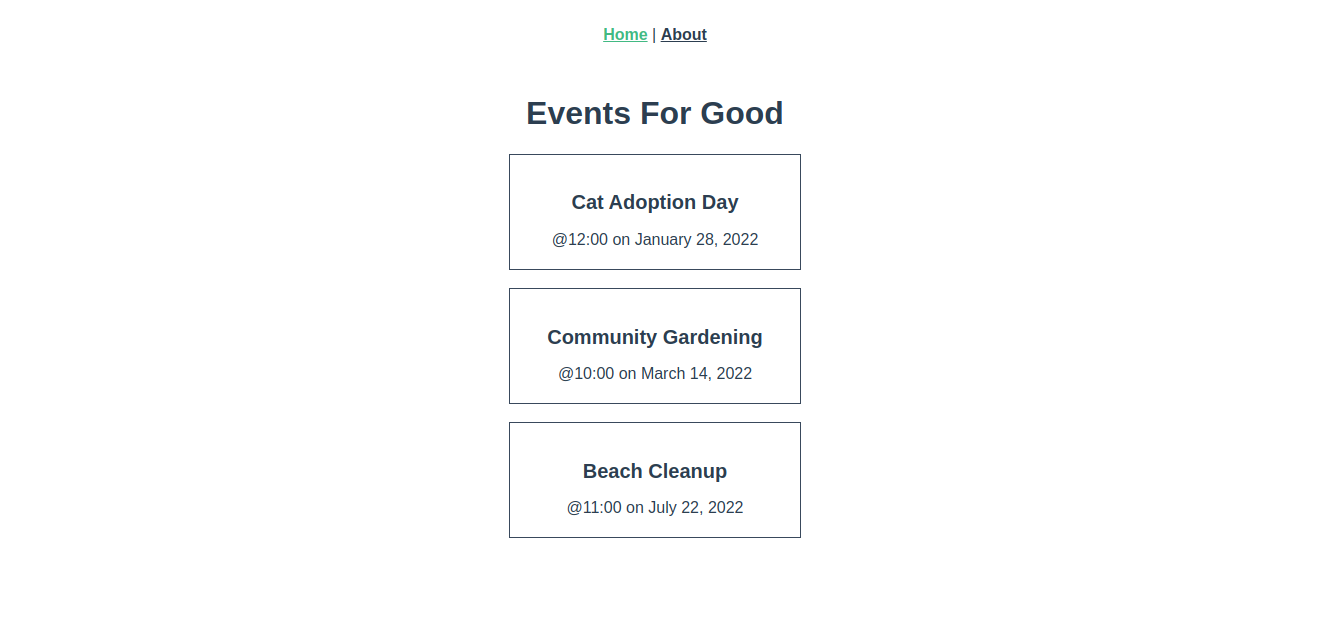 Home | About
Events For Good
Cat Adoption Day
@12:00 on January 28, 2022
Community Gardening
@10:00 on March 14, 2022
Beach Cleanup
@11:00 on July 22, 2022